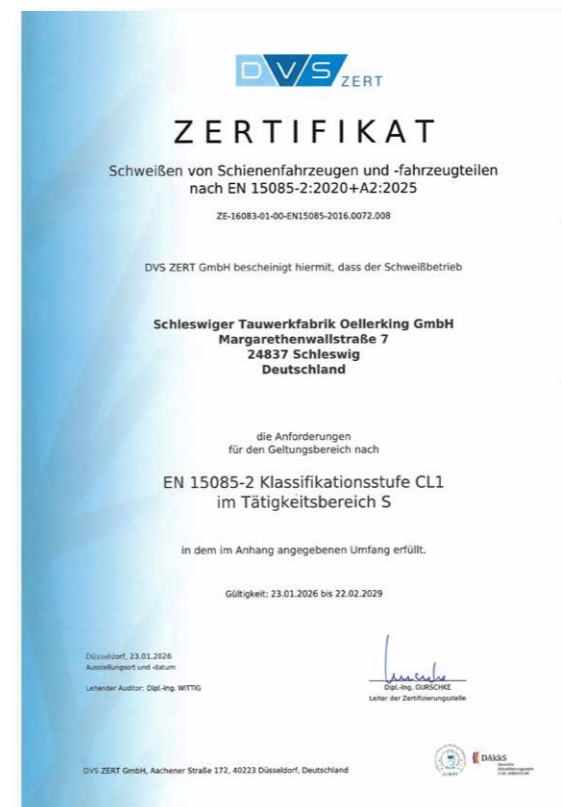 DVS ZERT
ZERTIFIKAT
Schweißen von Schienenfahrzeugen und -fahrzeugteilen
nach EN 15085-2:2020+A2:2025
ZE-16083-01-00-EN15085-2016.0072.008
DVS ZERT GmbH bescheinigt hiermit, dass der Schweißbetrieb
Schleswiger Tauwerkfabrik Oellerking GmbH
Margarethenwallstraße 7
24837 Schleswig
Deutschland
die Anforderungen
für den Geltungsbereich nach
EN 15085-2 Klassifikationsstufe CL1
im Tätigkeitsbereich S
in dem im Anhang angegebenen Umfang erfüllt.
Gültigkeit: 23.01.2026 bis 22.02.2029
Düsseldorf, 23.01.2026
Ausstellungsort und -datum
Leitender Auditor: Dipl.-Ing. WITTIG
Dipl.-Ing. GURSCHKE
Leiter der Zertifizierungsstelle
DVS ZERT GmbH, Aachener Straße 172, 40223 Düsseldorf, Deutschland
DAkkS